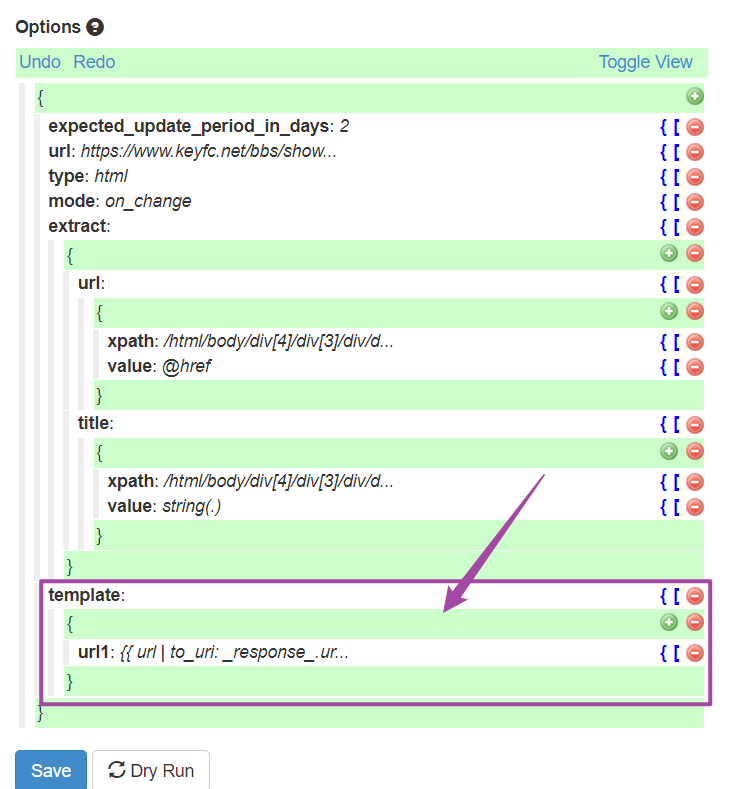 Options ?
Undo Redo Toggle View
{
expected_update_period_in_days: 2 { [
url: https://www.keyfc.net/bbs/show... { [
type: html { [
mode: on_change { [
extract: { [
{
url: { [
{
xpath: /html/body/div[4]/div[3]/div/d... { [
value: @href { [
}
title: { [
{
xpath: /html/body/div[4]/div[3]/div/d... { [
value: string(.) { [
}
}
template: { [
{
url1: {{ url | to_uri: _response_.ur... { [
}
}
Save Dry Run